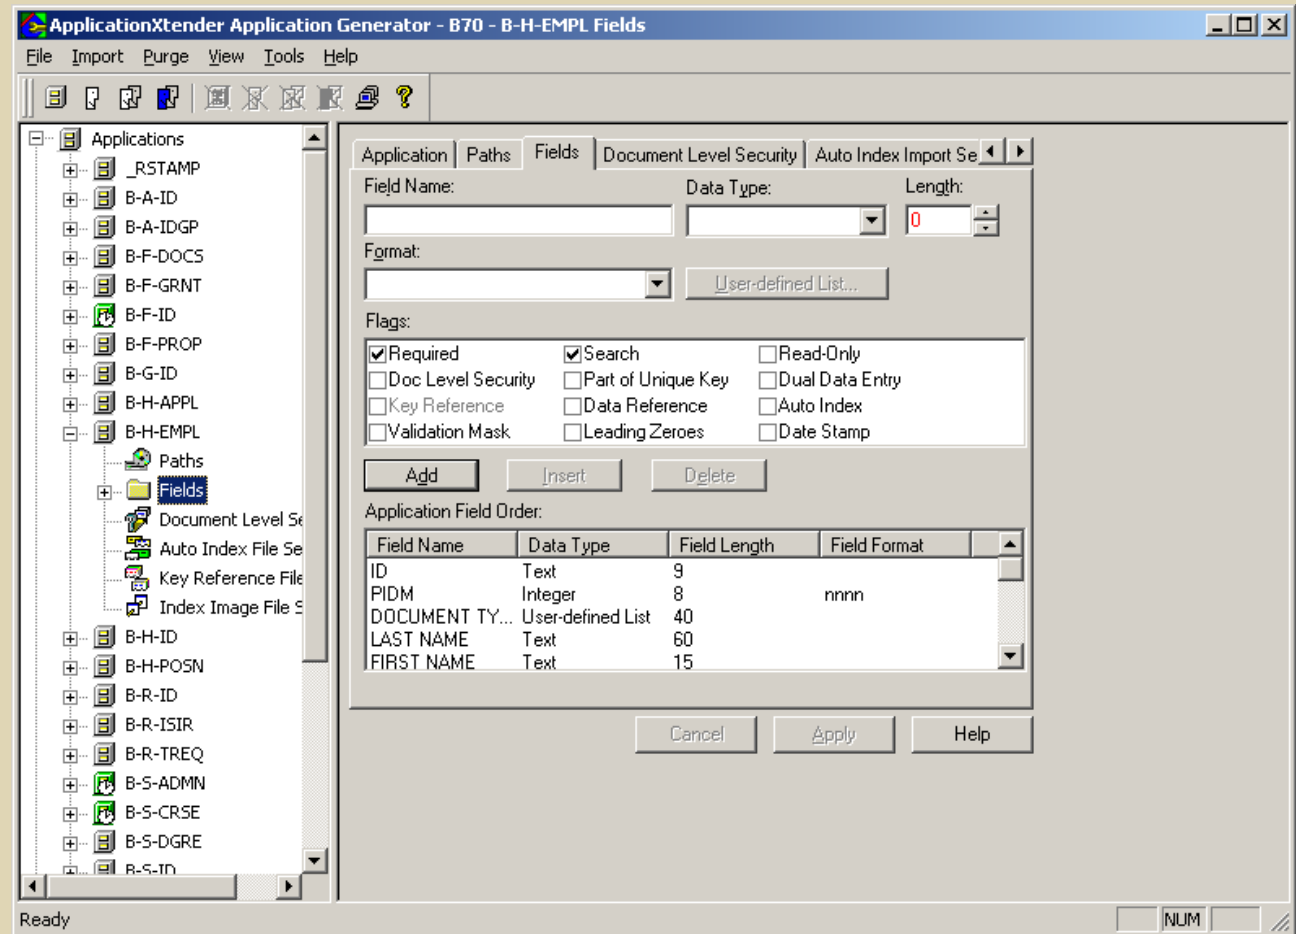 ApplicationXtender Application Generator - B70 - B-H-EMPL Fields
File Import Purge View Tools Help
Applications
_RSTAMP
B-A-ID
B-A-IDGP
B-F-DOCS
B-F-GRNT
B-F-ID
B-F-PROP
B-G-ID
B-H-APPL
B-H-EMPL
Paths
Fields
Document Level Se
Auto Index File Se
Key Reference File
Index Image File S
B-H-ID
B-H-POSN
B-R-ID
B-R-ISIR
B-R-TREQ
B-S-ADMN
B-S-CRSE
B-S-DGRE
B-S-ID
Application Paths Fields Document Level Security Auto Index Import Se
Field Name: Data Type: Length:
0
Format:
User-defined List...
Flags:
Required Search Read-Only
Doc Level Security Part of Unique Key Dual Data Entry
Key Reference Data Reference Auto Index
Validation Mask Leading Zeroes Date Stamp
Add Insert Delete
Application Field Order:
Field Name Data Type Field Length Field Format
ID Text 9
PIDM Integer 8 nnnn
DOCUMENT TY... User-defined List 40
LAST NAME Text 60
FIRST NAME Text 15
Cancel Apply Help
Ready NUM